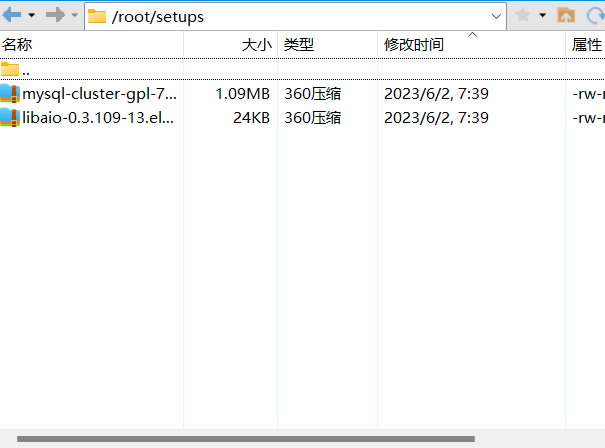 /root/setups
名称 大小 类型 修改时间 属性
..
mysql-cluster-gpl-7... 1.09MB 360压缩 2023/6/2, 7:39 -rw-r
libaio-0.3.109-13.el... 24KB 360压缩 2023/6/2, 7:39 -rw-r